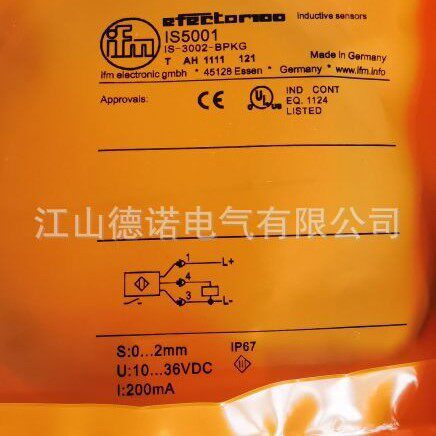 ifm
efector100
Inductive sensors
IS5001
IS-3002-BPKG
T AH 1111 121
Made in Germany
ifm electronic gmbh * 45128 Essen * Germany * www.ifm.info
Approvals:
CE
UL
LISTED
IND CONT
EQ. 1124
LISTED
江山德诺电气有限公司
1
L+
4
3
L-
S:0...2mm
IP67
U:10...36VDC
I:200mA